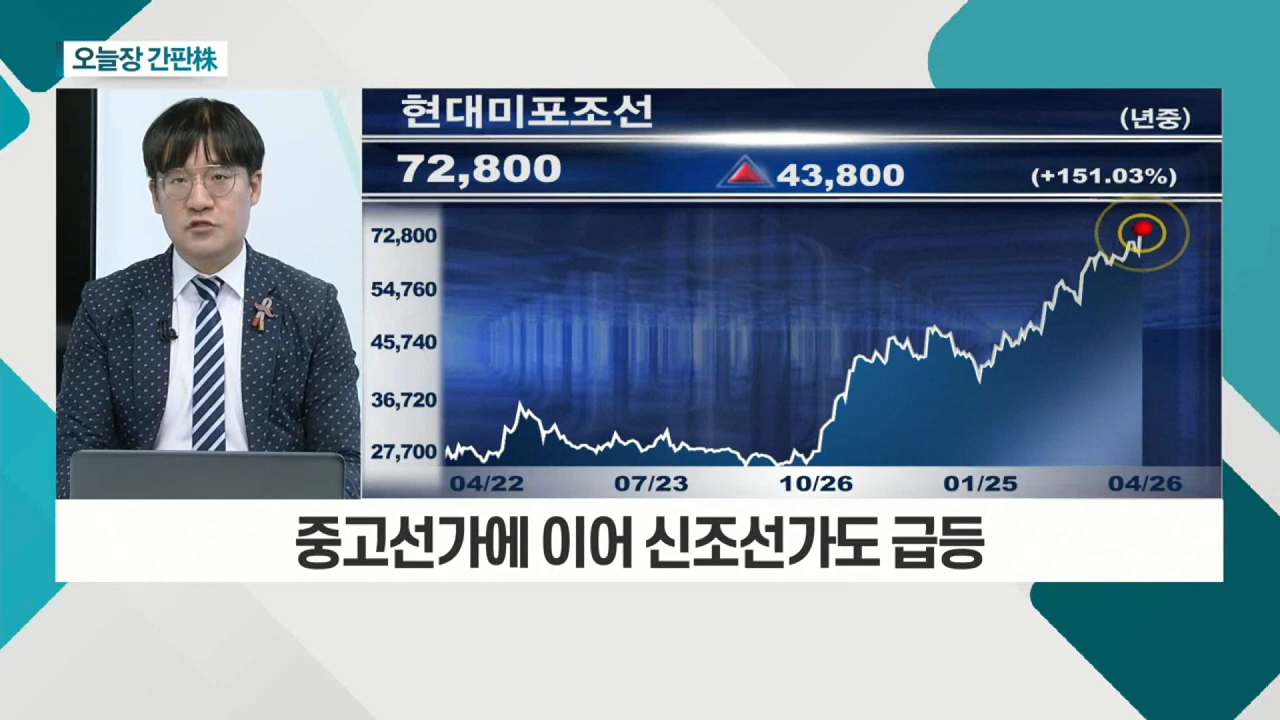 오늘장 간판株
현대미포조선
(년중)
72,800 43,800 (+151.03%)
72,800
54,760
45,740
36,720
27,700
04/22 07/23 10/26 01/25 04/26
중고선가에 이어 신조선가도 급등